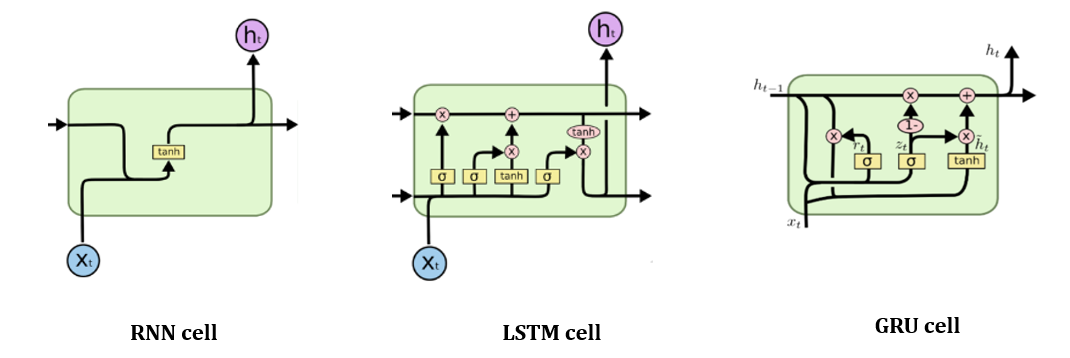 hₜ
tanh
Xₜ
RNN cell
hₜ
x +
tanh
x x
σ σ tanh σ
Xₜ
LSTM cell
hₜ
hₜ₋₁
x +
1-
x rₜ zₜ x h̃ₜ
σ σ tanh
xₜ
GRU cell